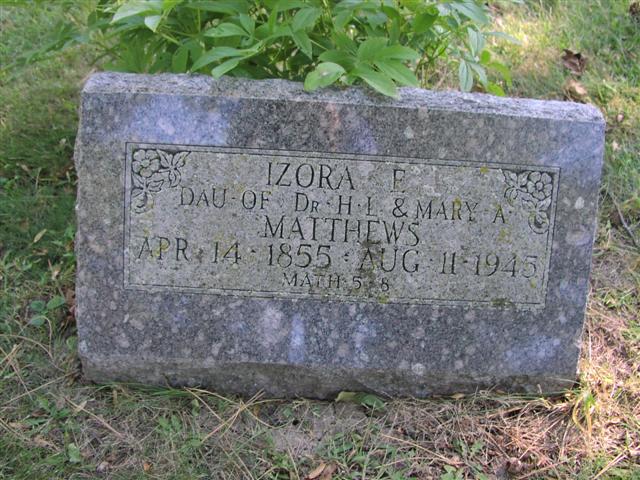 IZORA E
DAU·OF·DR·H·L·& MARY A·
MATTHEWS
APR·14·1855·AUG·11·1945
MATH·5·8